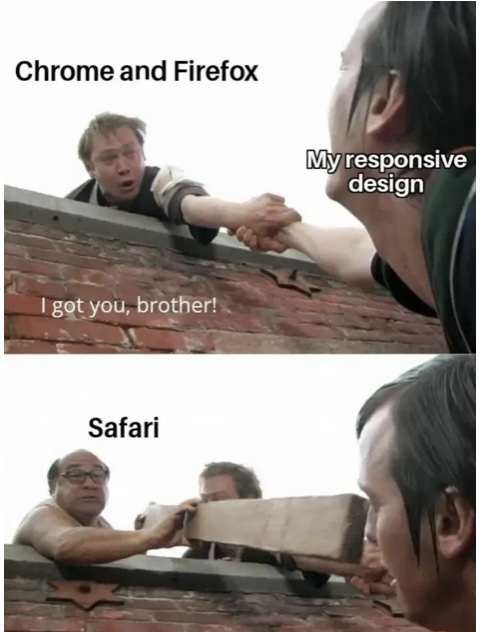 Chrome and Firefox
My responsive
design
I got you, brother!
Safari